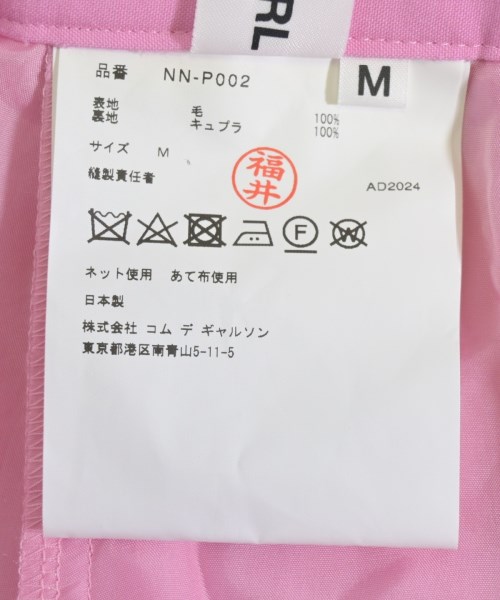 RL
M
品番 NN-P002
表地 毛 100%
裏地 キュプラ 100%
サイズ M
縫製責任者
福井
AD2024
W
ネット使用 あて布使用
日本製
株式会社 コム デ ギャルソン
東京都港区南青山5-11-5